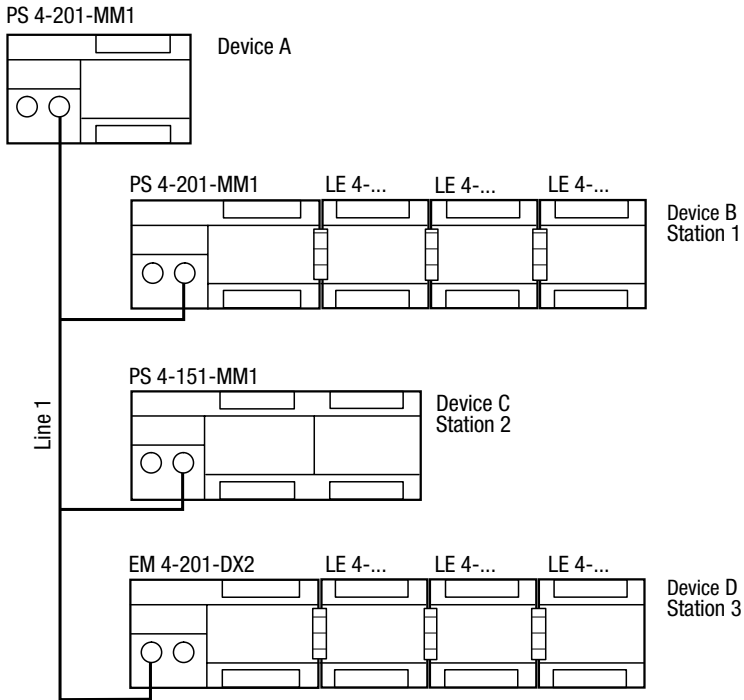 PS 4-201-MM1
Device A
PS 4-201-MM1
LE 4-...
LE 4-...
LE 4-...
Device B
Station 1
PS 4-151-MM1
Device C
Station 2
Line 1
EM 4-201-DX2
LE 4-...
LE 4-...
LE 4-...
Device D
Station 3